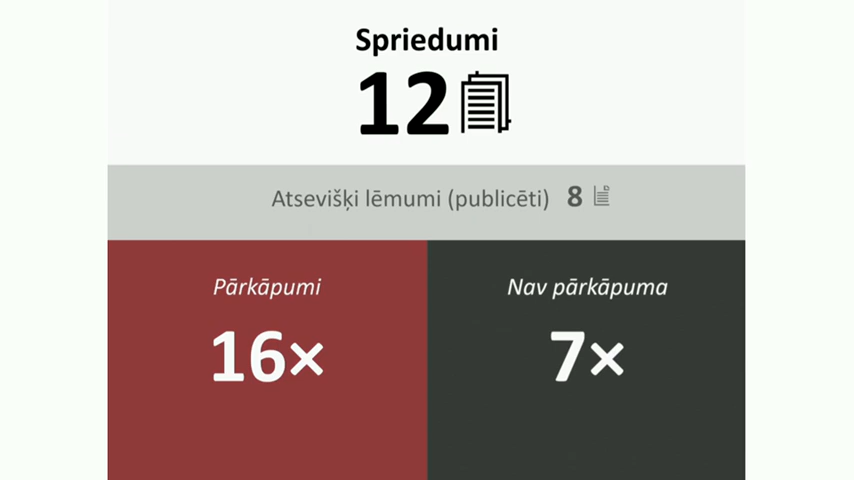 Spriedumi
12
Atsevišķi lēmumi (publicēti) 8
Pārkāpumi
16×
Nav pārkāpuma
7×